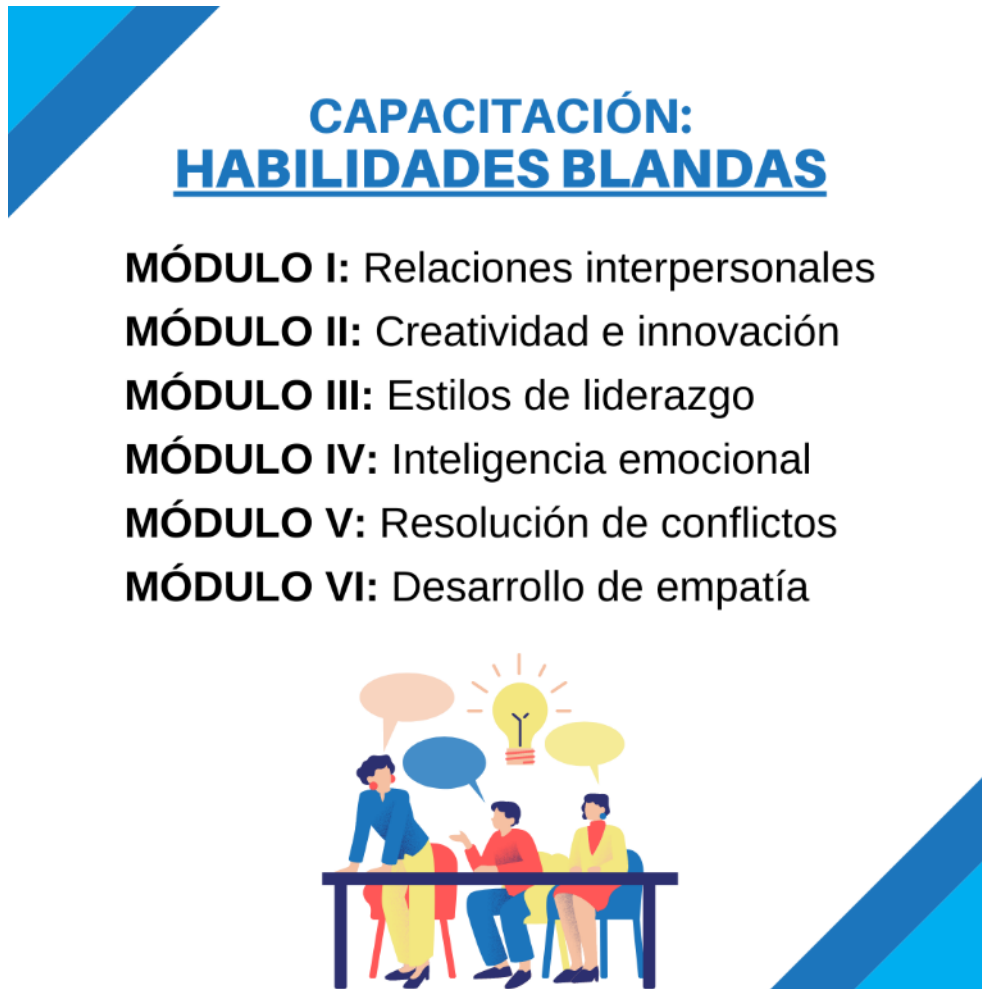 CAPACITACIÓN:
HABILIDADES BLANDAS
MÓDULO I: Relaciones interpersonales
MÓDULO II: Creatividad e innovación
MÓDULO III: Estilos de liderazgo
MÓDULO IV: Inteligencia emocional
MÓDULO V: Resolución de conflictos
MÓDULO VI: Desarrollo de empatía